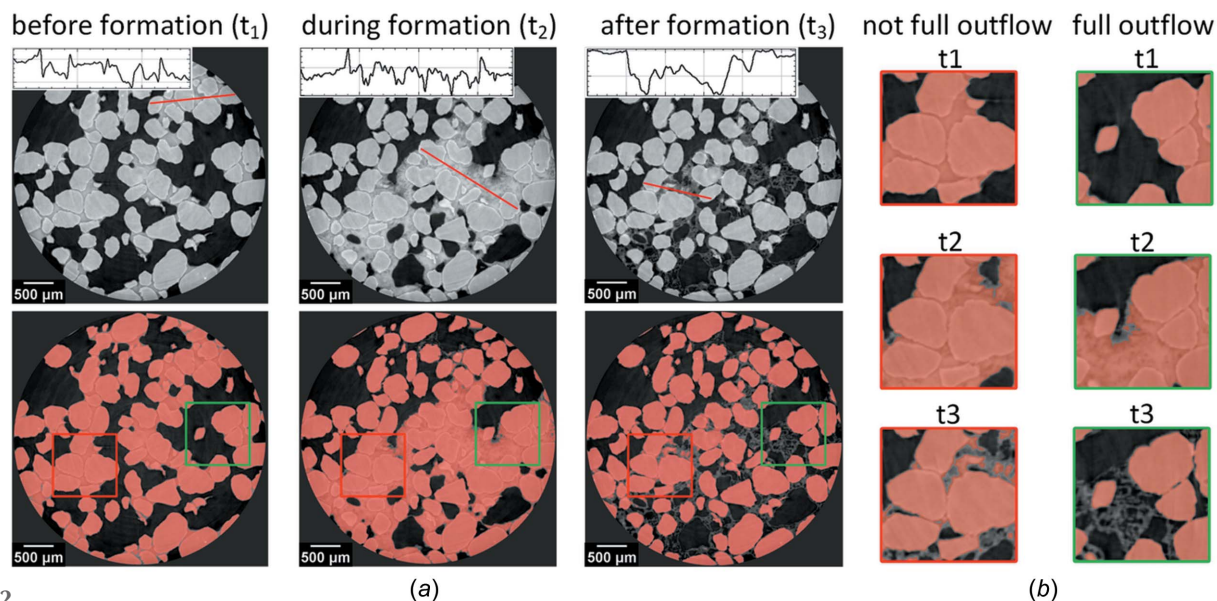 before formation (t₁) during formation (t₂) after formation (t₃) not full outflow full outflow
t1 t1
500 µm 500 µm 500 µm
t2 t2
t3 t3
500 µm 500 µm 500 µm
(a) (b)
2